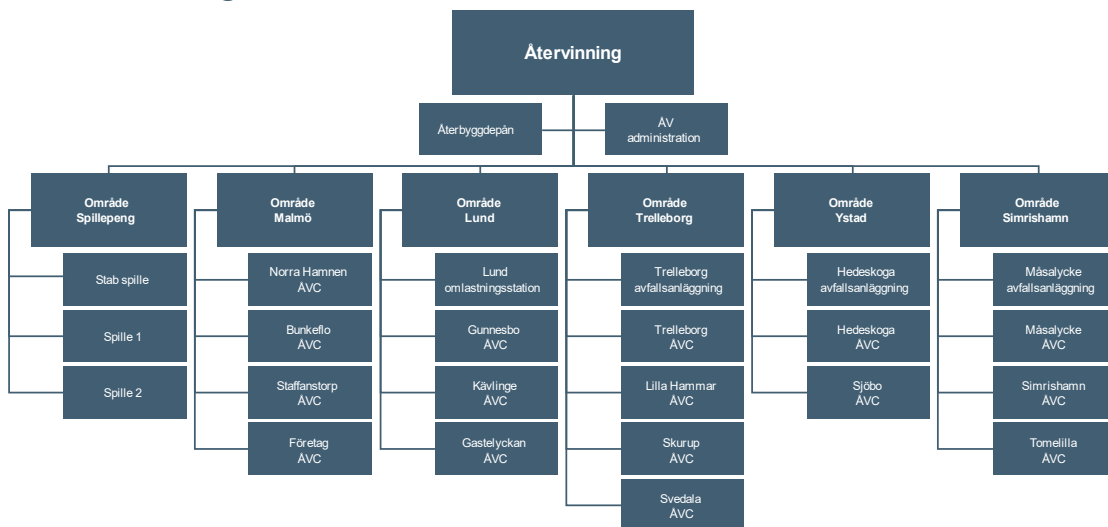 Återvinning
Återbyggdepån
ÅV
administration
Område
Spillepeng
Område
Malmö
Område
Lund
Område
Trelleborg
Område
Ystad
Område
Simrishamn
Stab spille
Spille 1
Spille 2
Norra Hamnen
ÅVC
Bunkeflo
ÅVC
Staffanstorp
ÅVC
Företag
ÅVC
Lund
omlastningsstation
Gunnesbo
ÅVC
Kävlinge
ÅVC
Gastelyckan
ÅVC
Trelleborg
avfallsanläggning
Trelleborg
ÅVC
Lilla Hammar
ÅVC
Skurup
ÅVC
Svedala
ÅVC
Hedeskoga
avfallsanläggning
Hedeskoga
ÅVC
Sjöbo
ÅVC
Måsalycke
avfallsanläggning
Måsalycke
ÅVC
Simrishamn
ÅVC
Tomelilla
ÅVC